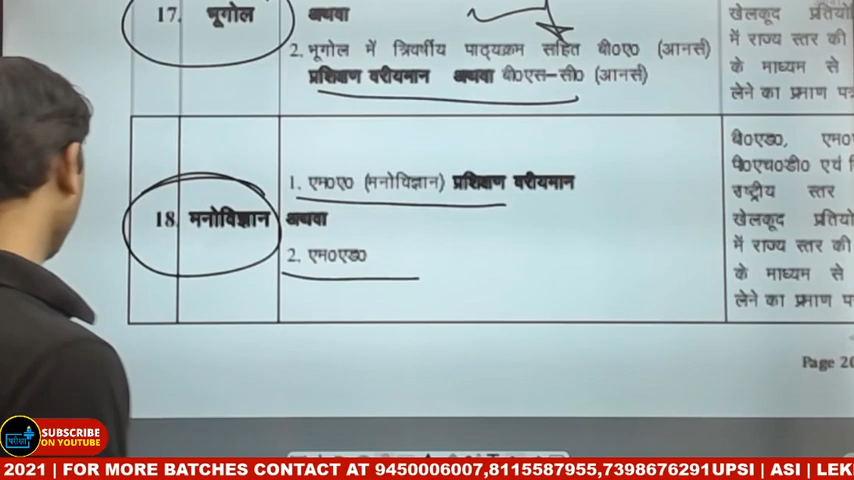 17. भूगोल
अथवा
2. भूगोल में त्रिवर्षीय पाठ्यक्रम सहित बी0ए0 (आनर्स)
प्रशिक्षण वरीयमान अथवा बी0एस-सी0 (आनर्स)
खेलकूद प्रतियो
में राज्य स्तर की
के माध्यम से
लेने का प्रमाण पत्र
18. मनोविज्ञान
1. एम0ए0 (मनोविज्ञान) प्रशिक्षण वरीयमान
अथवा
2. एम0एड0
बी0एड0, एम0
पी0एच0डी0 एवं
राष्ट्रीय स्तर
खेलकूद प्रतियो
में राज्य स्तर की
के माध्यम से
लेने का प्रमाण प
Page 20
परीक्षा
SUBSCRIBE
ON YOUTUBE
2021 | FOR MORE BATCHES CONTACT AT 9450006007,8115587955,7398676291UPSI | ASI | LEK